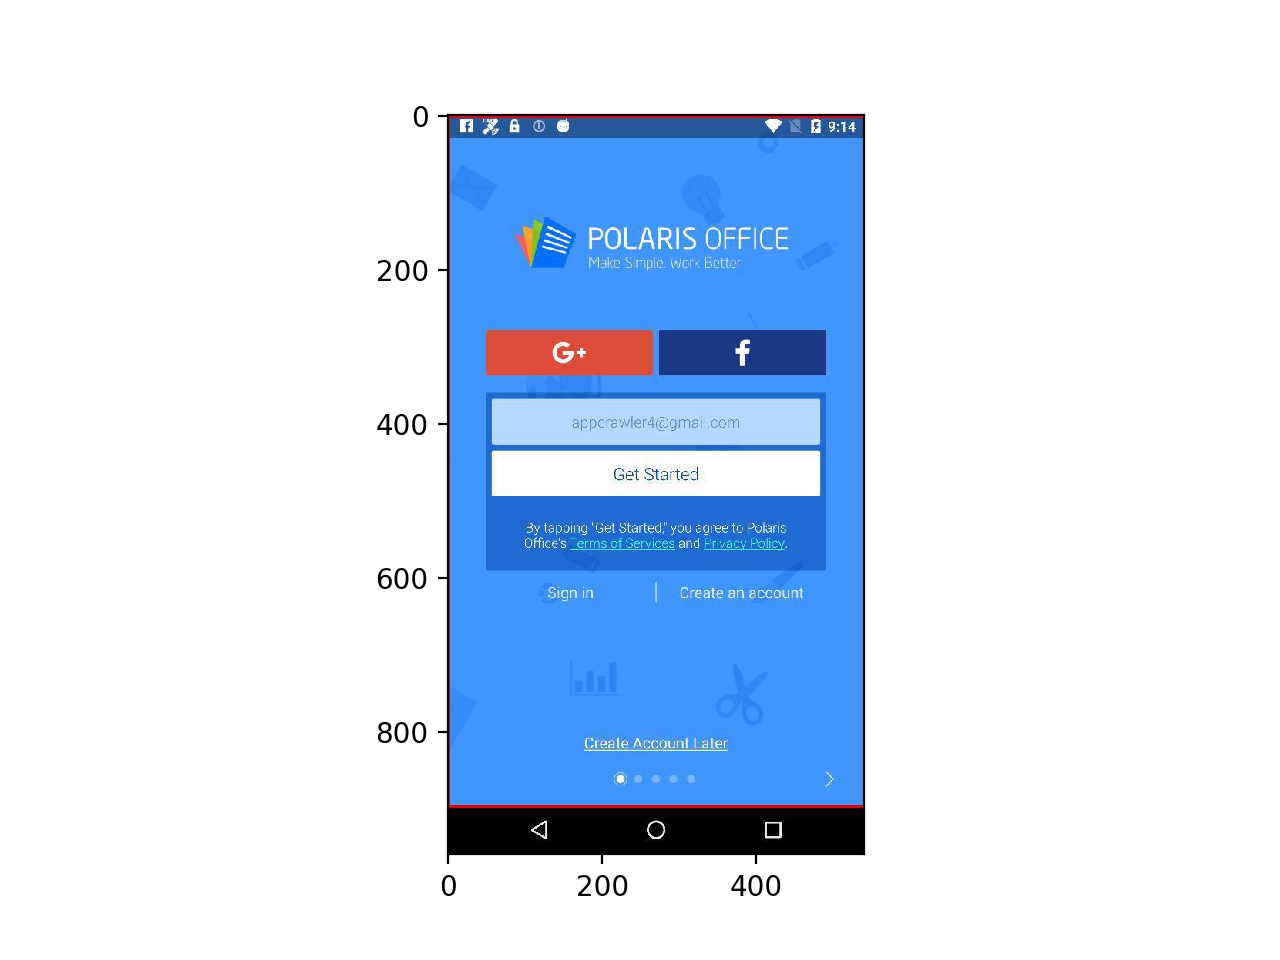 9:14
POLARIS OFFICE
Make Simple. Work Better
G+ f
appcrawler4@gmail.com
Get Started
By tapping "Get Started," you agree to Polaris
Office's Terms of Services and Privacy Policy.
Sign in | Create an account
Create Account Later
0
200
400
600
800
0 200 400